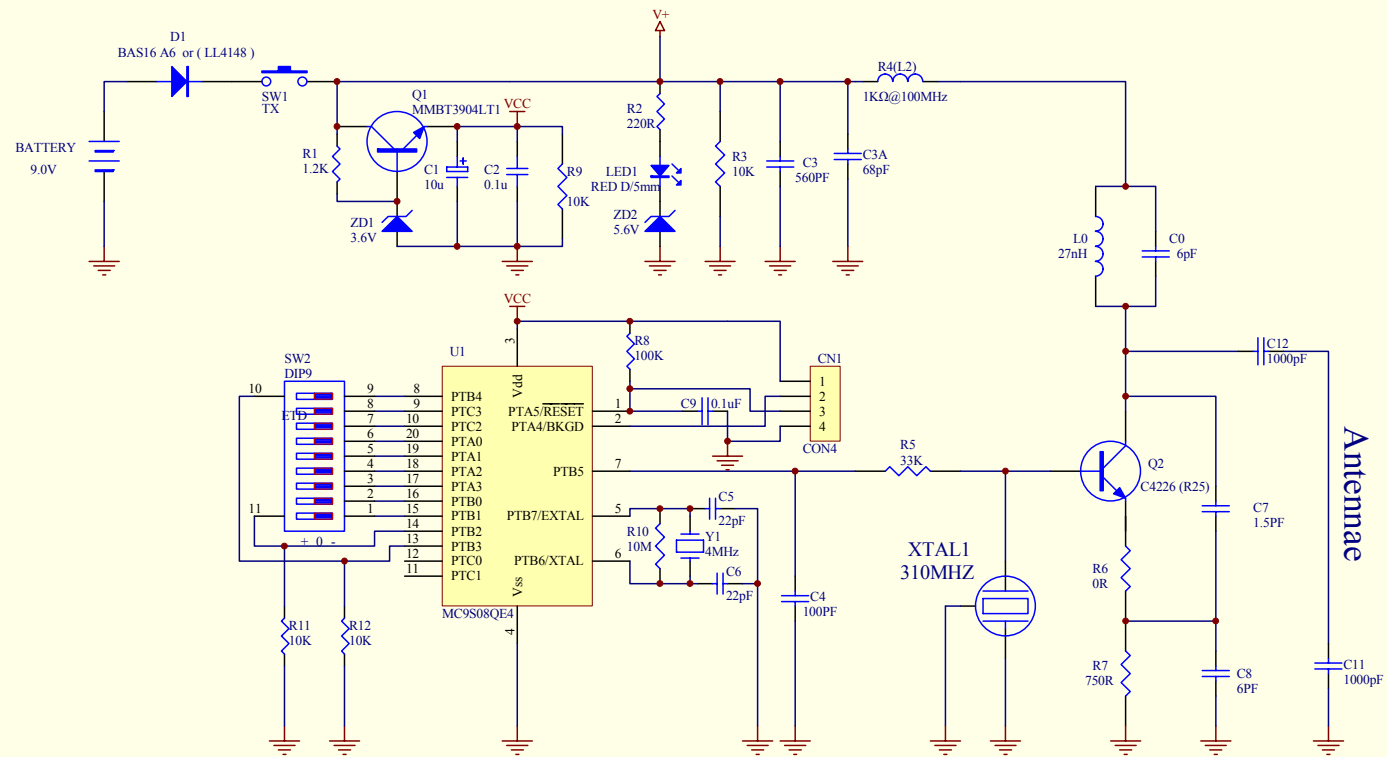 V+
D1
BAS16 A6 or ( LL4148 )
SW1
TX
R4(L2)
1KΩ@100MHz
BATTERY
9.0V
Q1
MMBT3904LT1
VCC
R1
1.2K
C1
10u
+
C2
0.1u
R9
10K
ZD1
3.6V
R2
220R
LED1
RED D/5mm
ZD2
5.6V
R3
10K
C3
560PF
C3A
68pF
L0
27nH
C0
6pF
C12
1000pF
VCC
SW2
DIP9
ETD
10
11
9
8
7
6
5
4
3
2
1
+ 0 -
8
9
10
20
19
18
17
16
15
14
13
12
11
U1
3
Vdd
PTB4
PTC3
PTC2
PTA0
PTA1
PTA2
PTA3
PTB0
PTB1
PTB2
PTB3
PTC0
PTC1
PTA5/RESET
PTA4/BKGD
PTB5
PTB7/EXTAL
PTB6/XTAL
Vss
MC9S08QE4
4
1
2
7
5
6
R8
100K
C9
0.1uF
CN1
1
2
3
4
CON4
R10
10M
Y1
4MHz
C5
22pF
C6
22pF
R11
10K
R12
10K
C4
100PF
R5
33K
XTAL1
310MHZ
Q2
C4226 (R25)
R6
0R
R7
750R
C7
1.5PF
C8
6PF
Antennae
C11
1000pF